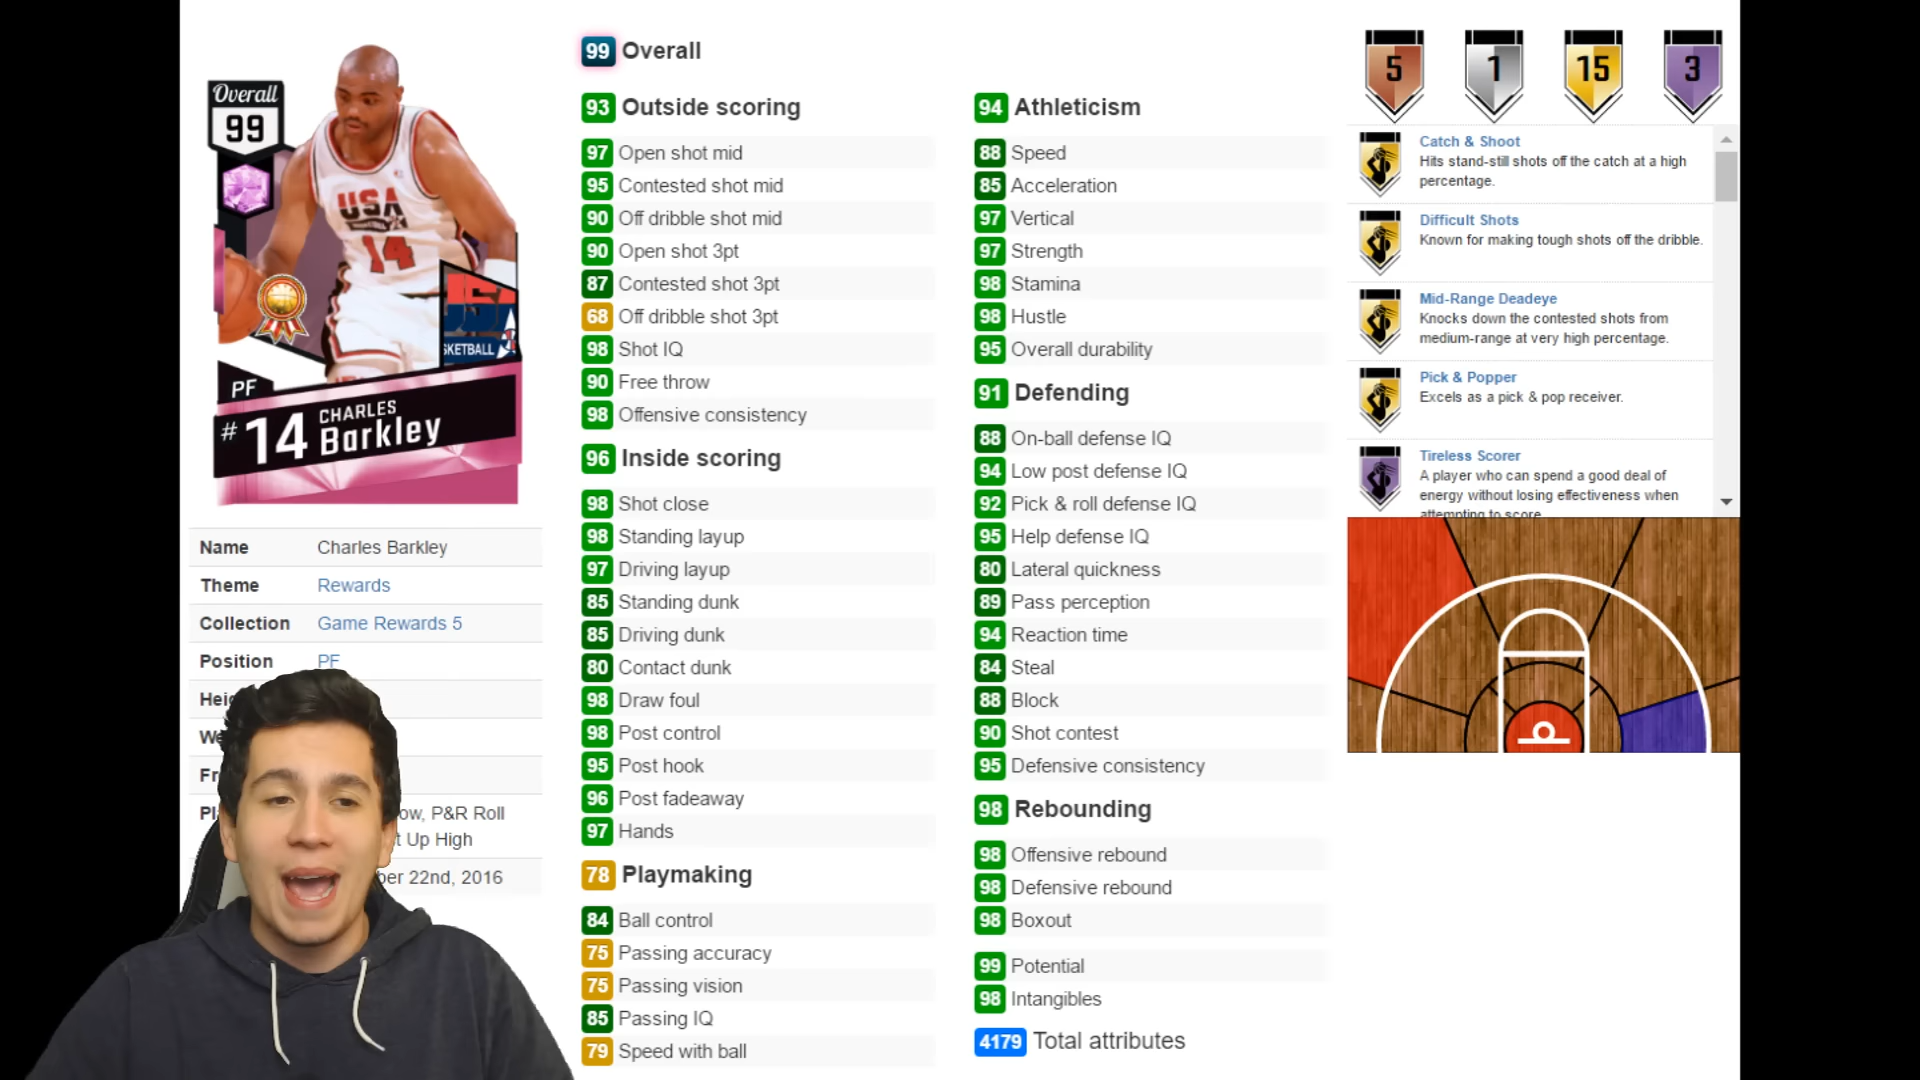 Overall
99
USA
14
KETBALL
PF
#14 CHARLES
Barkley
Name Charles Barkley
Theme Rewards
Collection Game Rewards 5
Position PF
ow, P&R Roll
t Up High
ber 22nd, 2016
99 Overall
93 Outside scoring
97 Open shot mid
95 Contested shot mid
90 Off dribble shot mid
90 Open shot 3pt
87 Contested shot 3pt
68 Off dribble shot 3pt
98 Shot IQ
90 Free throw
98 Offensive consistency
96 Inside scoring
98 Shot close
98 Standing layup
97 Driving layup
85 Standing dunk
85 Driving dunk
80 Contact dunk
98 Draw foul
98 Post control
95 Post hook
96 Post fadeaway
97 Hands
78 Playmaking
84 Ball control
75 Passing accuracy
75 Passing vision
85 Passing IQ
79 Speed with ball
94 Athleticism
88 Speed
85 Acceleration
97 Vertical
97 Strength
98 Stamina
98 Hustle
95 Overall durability
91 Defending
88 On-ball defense IQ
94 Low post defense IQ
92 Pick & roll defense IQ
95 Help defense IQ
80 Lateral quickness
89 Pass perception
94 Reaction time
84 Steal
88 Block
90 Shot contest
95 Defensive consistency
98 Rebounding
98 Offensive rebound
98 Defensive rebound
98 Boxout
99 Potential
98 Intangibles
4179 Total attributes
5 1 15 3
Catch & Shoot
Hits stand-still shots off the catch at a high
percentage.
Difficult Shots
Known for making tough shots off the dribble.
Mid-Range Deadeye
Knocks down the contested shots from
medium-range at very high percentage.
Pick & Popper
Excels as a pick & pop receiver.
Tireless Scorer
A player who can spend a good deal of
energy without losing effectiveness when
attempting to score